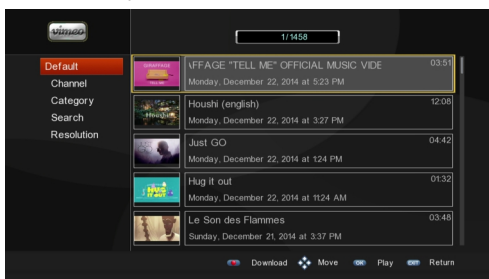 vimeo
1/1458
Default
Channel
Category
Search
Resolution
\FFAGE "TELL ME" OFFICIAL MUSIC VIDE
03:51
Monday, December 22, 2014 at 5:23 PM
Houshi (english)
12:08
Monday, December 22, 2014 at 3:27 PM
Just GO
04:42
Monday, December 22, 2014 at 1:24 PM
HUG
IT OUT
Hug it out
01:32
Monday, December 22, 2014 at 11:24 AM
Le Son des Flammes
03:48
Sunday, December 21, 2014 at 3:37 PM
Download Move OK Play EXIT Return